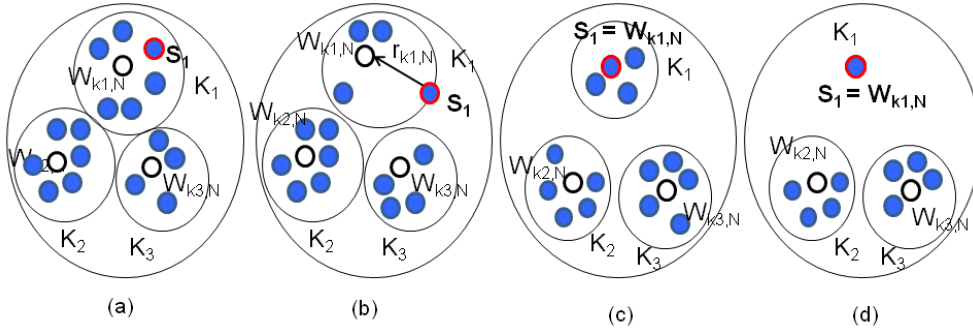 S1
Wk1,N
K1
Wk2,N
Wk3,N
K2
K3
(a)
Wk1,N
rk1,N
K1
S1
Wk2,N
Wk3,N
K2
K3
(b)
S1 = Wk1,N
K1
Wk2,N
Wk3,N
K2
K3
(c)
K1
S1 = Wk1,N
Wk2,N
Wk3,N
K2
K3
(d)